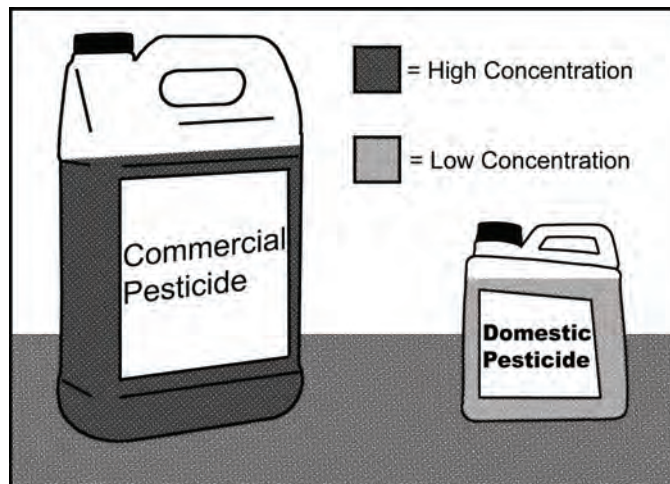 = High Concentration
= Low Concentration
Commercial
Pesticide
Domestic
Pesticide